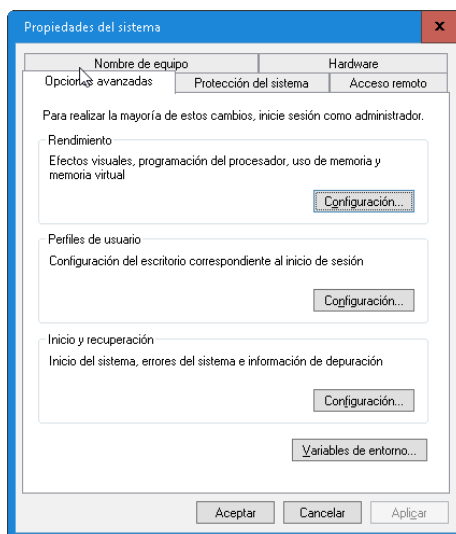 Propiedades del sistema
x
Nombre de equipo
Hardware
Opciones avanzadas
Protección del sistema
Acceso remoto
Para realizar la mayoría de estos cambios, inicie sesión como administrador.
Rendimiento
Efectos visuales, programación del procesador, uso de memoria y
memoria virtual
Configuración...
Perfiles de usuario
Configuración del escritorio correspondiente al inicio de sesión
Configuración...
Inicio y recuperación
Inicio del sistema, errores del sistema e información de depuración
Configuración...
Variables de entorno...
Aceptar
Cancelar
Aplicar